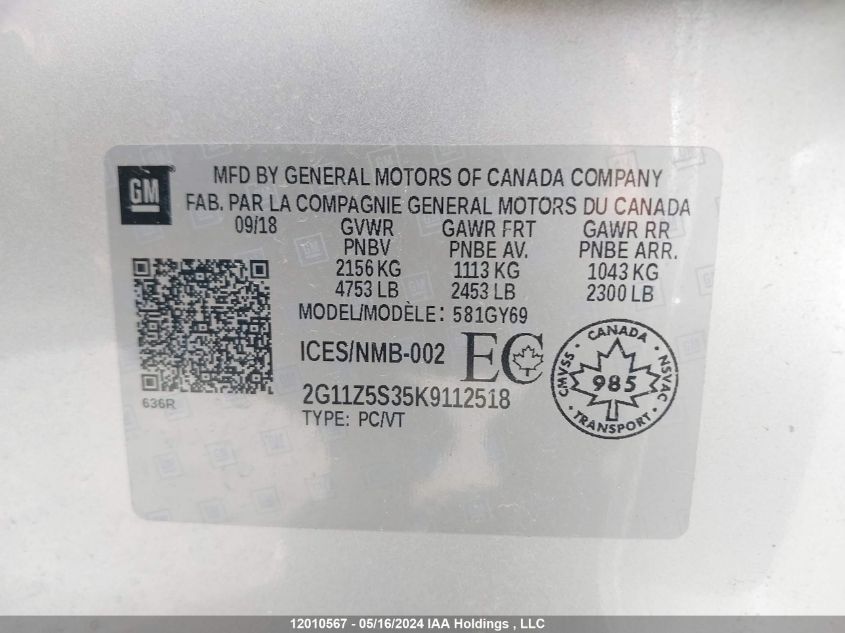 GM
MFD BY GENERAL MOTORS OF CANADA COMPANY
FAB. PAR LA COMPAGNIE GENERAL MOTORS DU CANADA
09/18 GVWR GAWR FRT GAWR RR
PNBV PNBE AV. PNBE ARR.
2156 KG 1113 KG 1043 KG
4753 LB 2453 LB 2300 LB
MODEL/MODÈLE: 581GY69
ICES/NMB-002 EC
CANADA
CMVSS 985 NSVAC
TRANSPORT
636R
2G11Z5S35K9112518
TYPE: PC/VT
12010567 - 05/16/2024 IAA Holdings , LLC